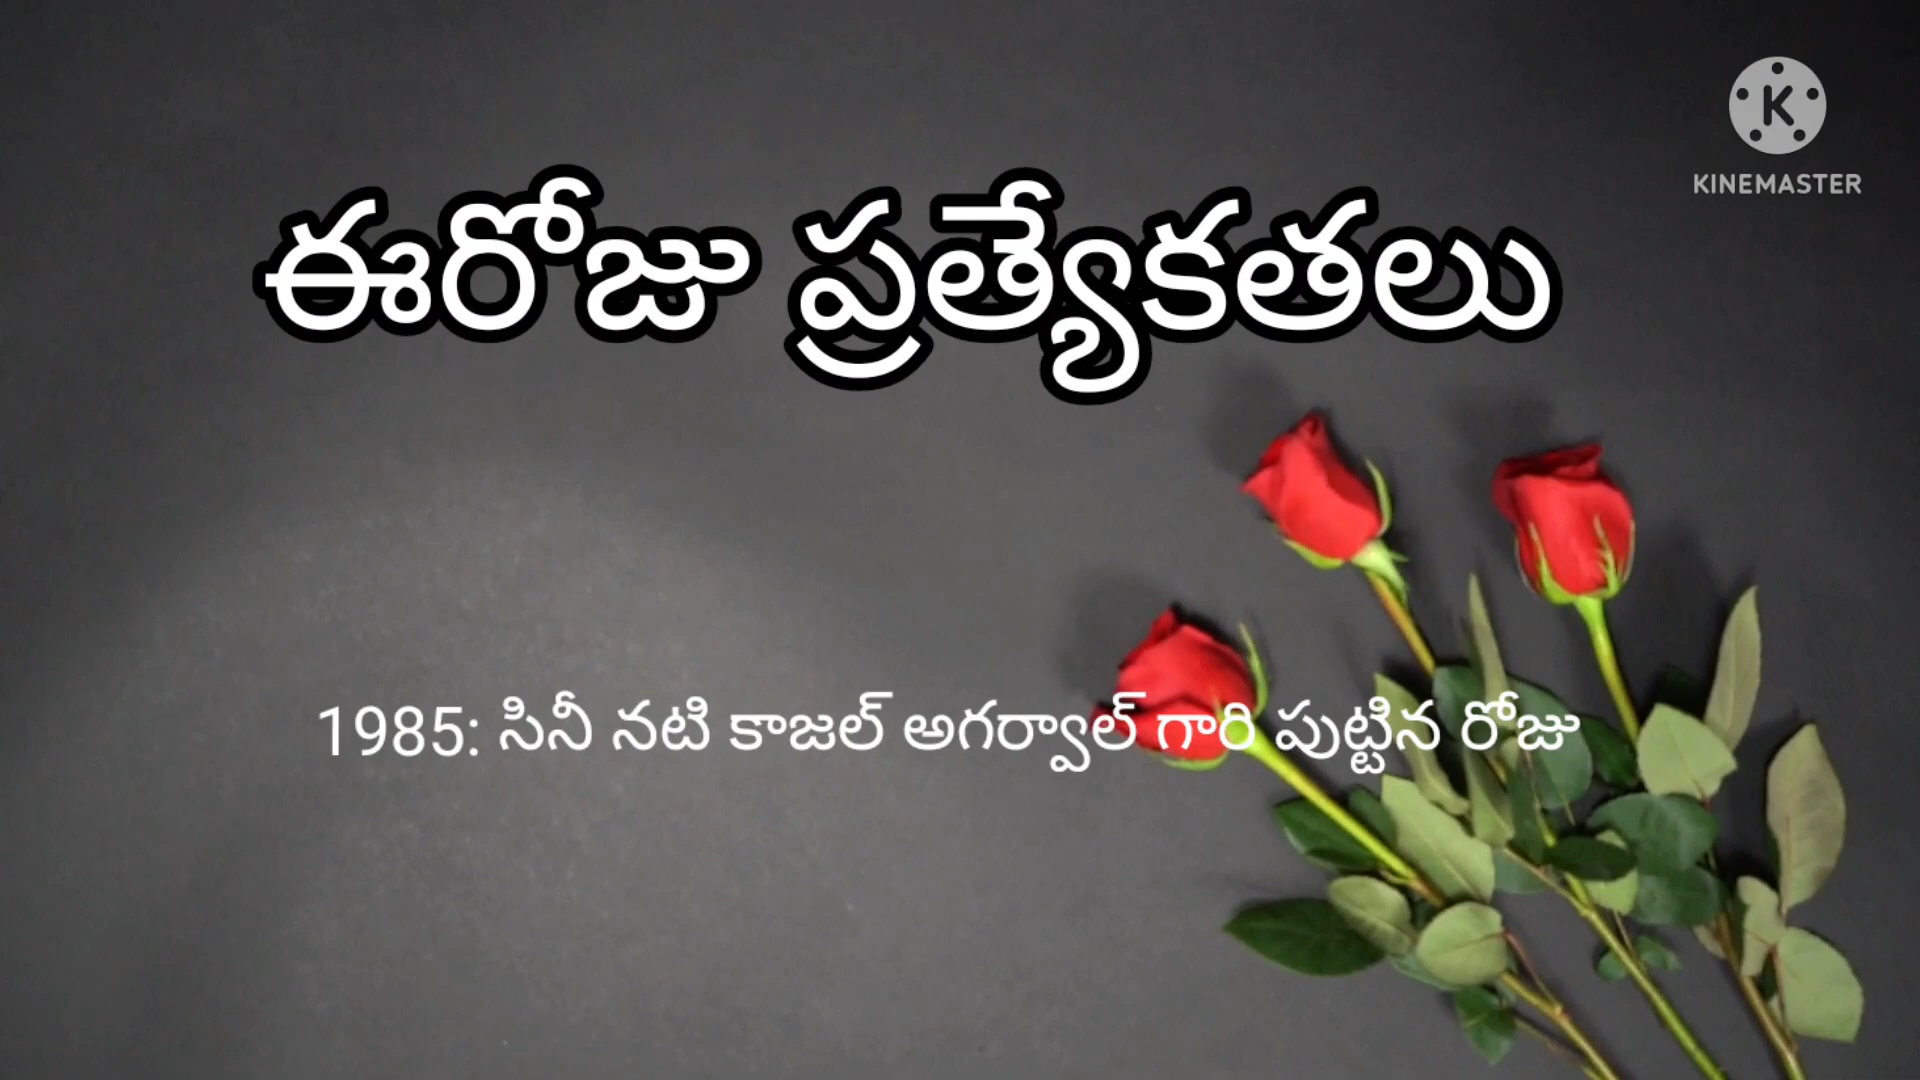 K
KINEMASTER
ఈరోజు ప్రత్యేకతలు
1985: సినీ నటి కాజల్ అగర్వాల్ గారి పుట్టిన రోజు